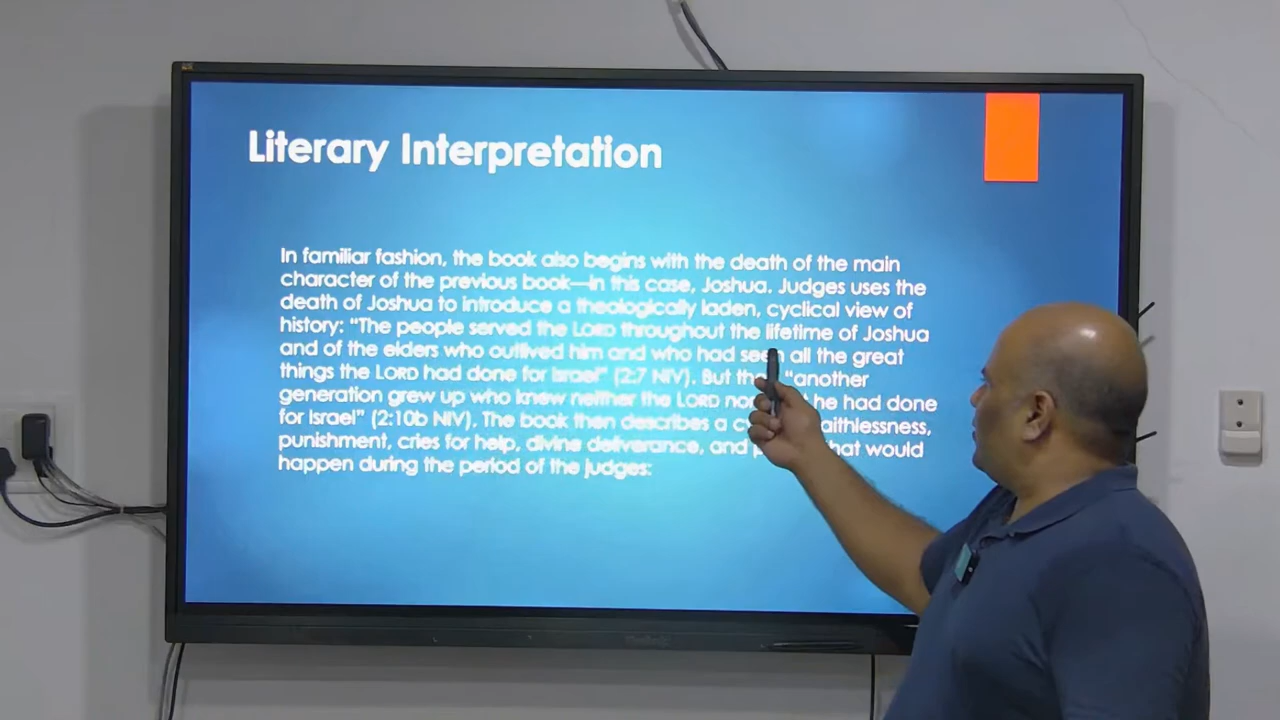 Literary Interpretation
In familiar fashion, the book also begins with the death of the main
character of the previous book—in this case, Joshua. Judges uses the
death of Joshua to introduce a theologically laden, cyclical view of
history: “The people served the LORD throughout the lifetime of Joshua
and of the elders who outlived him and who had seen all the great
things the LORD had done for Israel” (2:7 NIV). But “another
generation grew up who knew neither the LORD he had done
for Israel” (2:10b NIV). The book then describes a
punishment, cries for help, divine deliverance, and would
happen during the period of the judges: